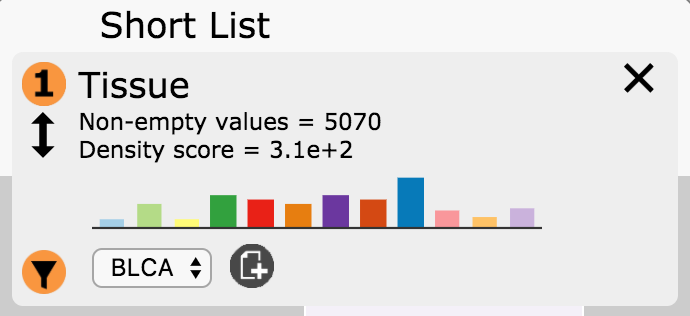 Short List
1 Tissue
Non-empty values = 5070
Density score = 3.1e+2
BLCA